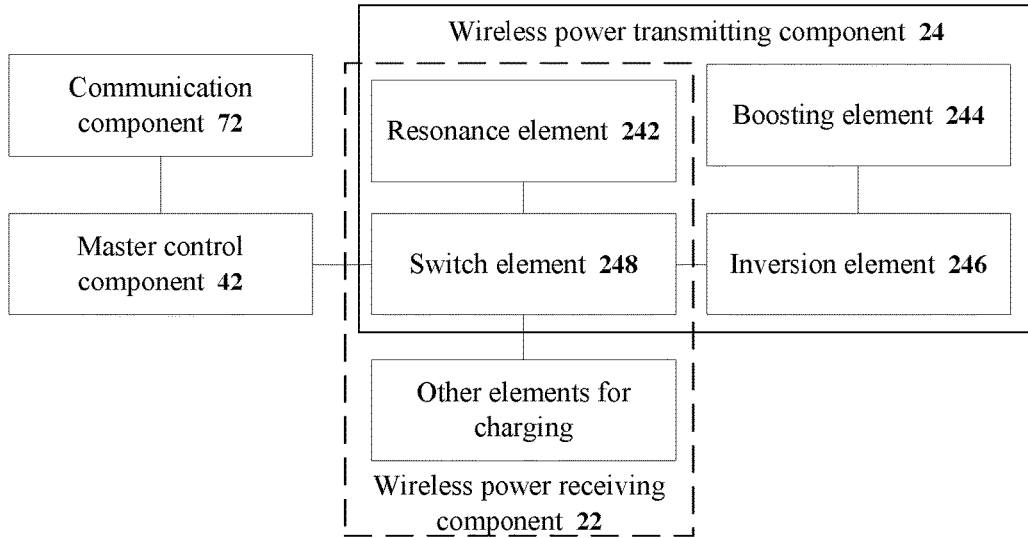 Wireless power transmitting component 24
Communication
component 72
Resonance element 242
Boosting element 244
Master control
component 42
Switch element 248
Inversion element 246
Other elements for
charging
Wireless power receiving
component 22